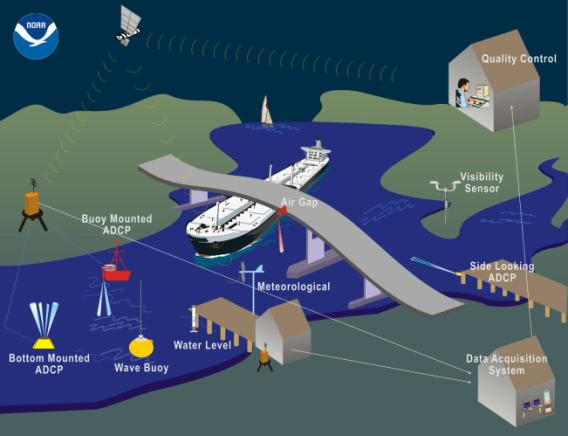 NOAA
Quality Control
Visibility
Sensor
Air Gap
Buoy Mounted
ADCP
Side Looking
ADCP
Meteorological
Water Level
Bottom Mounted
ADCP
Wave Buoy
Data Acquisition
System